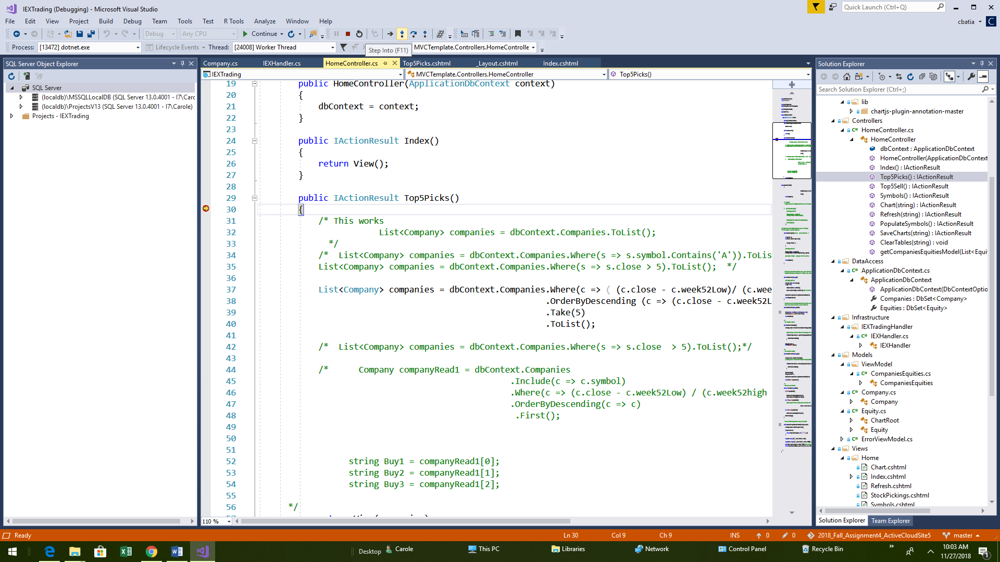 IEXTrading (Debugging) - Microsoft Visual Studio
Quick Launch (Ctrl+Q)
File Edit View Project Build Debug Team Tools Test R Tools Analyze Window Help
cbatia C
Debug Any CPU Continue
Process: [13472] dotnet.exe Lifecycle Events Thread: [24008] Worker Thread MVCTemplate.Controllers.HomeControlle
Step Into (F11)
SQL Server Object Explorer
SQL Server
(localdb)\MSSQLLocalDB (SQL Server 13.0.4001 - I7\Carc
(localdb)\ProjectsV13 (SQL Server 13.0.4001 - I7\Carole)
Projects - IEXTrading
Company.cs IEXHandler.cs HomeController.cs Top5Picks.cshtml _Layout.cshtml Index.cshtml
IEXTrading MVCTemplate.Controllers.HomeController Top5Picks()
19 public HomeController(ApplicationDbContext context)
20 {
21 dbContext = context;
22 }
23
24 public IActionResult Index()
25 {
26 return View();
27 }
28
29 public IActionResult Top5Picks()
30 {
31 /* This works
32 List<Company> companies = dbContext.Companies.ToList();
33 */
34 /* List<Company> companies = dbContext.Companies.Where(s => s.symbol.Contains('A')).ToLis
35 List<Company> companies = dbContext.Companies.Where(s => s.close > 5).ToList(); */
36
37 List<Company> companies = dbContext.Companies.Where(c => ( (c.close - c.week52Low)/ (c.wee
38 .OrderByDescending (c => (c.close - c.week52L
39 .Take(5)
40 .ToList();
41
42 /* List<Company> companies = dbContext.Companies.Where(s => s.close > 5).ToList();*/
43
44 /* Company companyRead1 = dbContext.Companies
45 .Include(c => c.symbol)
46 .Where(c => (c.close - c.week52Low) / (c.week52high
47 .OrderByDescending(c => c)
48 .First();
49
50
51
52 string Buy1 = companyRead1[0];
53 string Buy2 = companyRead1[1];
54 string Buy3 = companyRead1[2];
55
56 */
110 %
Solution Explorer
Search Solution Explorer (Ctrl+;)
lib
chartjs-plugin-annotation-master
Controllers
C# HomeController.cs
HomeController
dbContext : ApplicationDbContext
HomeController(ApplicationDbContext
Index() : IActionResult
Top5Picks() : IActionResult
Top5Sell() : IActionResult
Symbols() : IActionResult
Chart(string) : IActionResult
Refresh(string) : IActionResult
PopulateSymbols() : IActionResult
SaveCharts(string) : IActionResult
ClearTables(string) : void
getCompaniesEquitiesModel(List<Equi
DataAccess
C# ApplicationDbContext.cs
ApplicationDbContext
ApplicationDbContext(DbContextOptio
Companies : DbSet<Company>
Equities : DbSet<Equity>
Infrastructure
IEXTradingHandler
C# IEXHandler.cs
IEXHandler
Models
ViewModel
C# CompaniesEquities.cs
CompaniesEquities
C# Company.cs
Company
C# Equity.cs
ChartRoot
Equity
C# ErrorViewModel.cs
Views
Home
Chart.cshtml
Index.cshtml
Refresh.cshtml
StockPickings.cshtml
Symbols.cshtml
Solution Explorer Team Explorer
Ready Ln 30 Col 9 Ch 9 INS 0 0 2018_Fall_Assignment4_ActiveCloudSite5 master
Desktop Carole This PC Libraries Network Control Panel Recycle Bin »
10:03 AM
11/27/2018
1